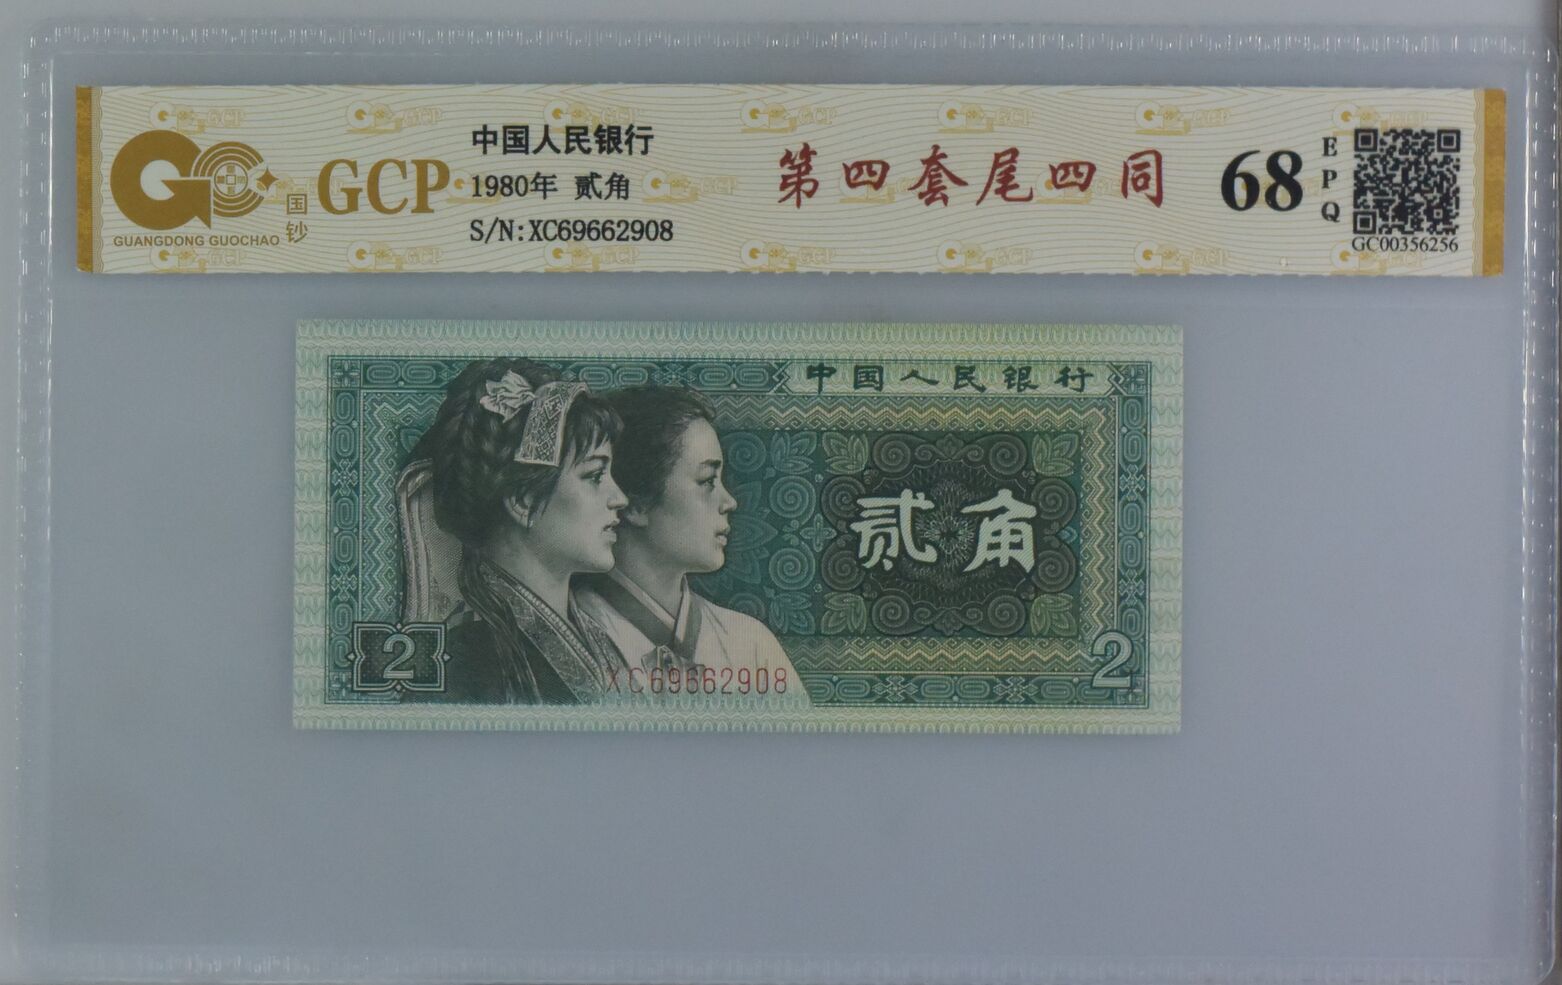 GCP
国钞
GUANGDONG GUOCHAO
中国人民银行
1980年 贰角
S/N:XC69662908
第四套尾四同
68
EPQ
GC00356256
中国人民银行
贰角
2
2
XC69662908